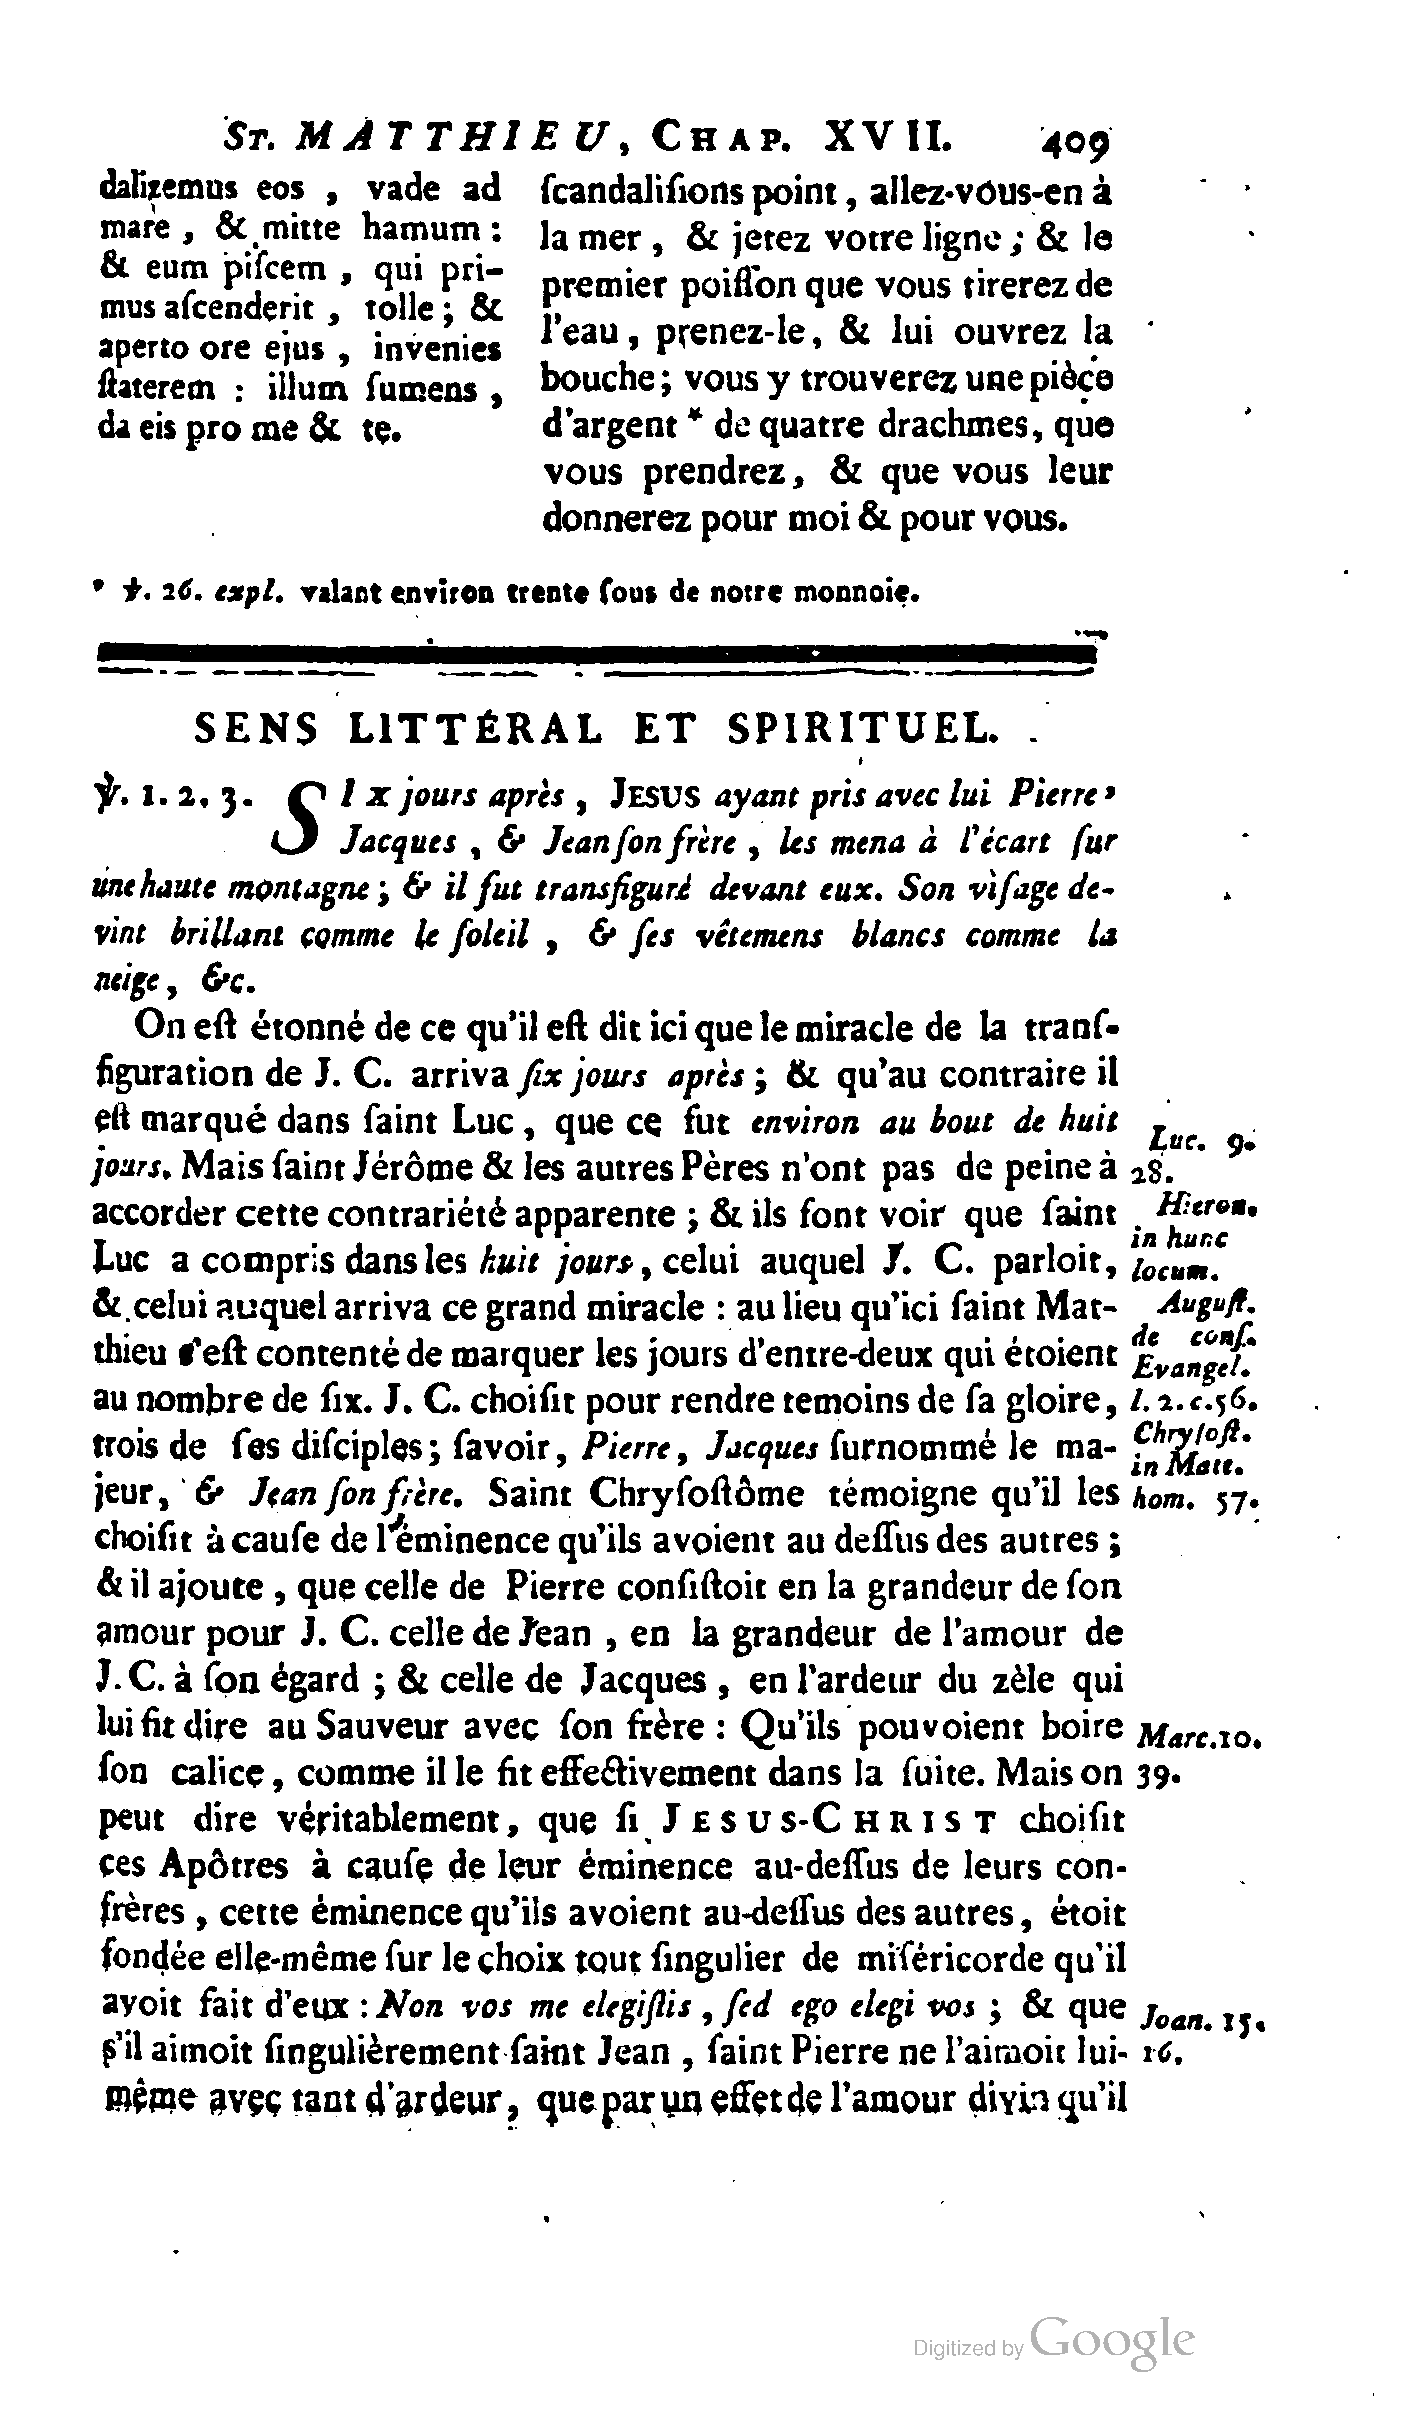 St. MATTHIEU, CHAP. XVII. 409
dalizemus eos , vade ad
mare , & mitte hamum :
& eum piſcem , qui pri-
mus aſcenderit , tolle ; &
aperto ore ejus , invenies
ſtaterem : illum ſumens ,
da eis pro me & te.
ſcandaliſions point , allez-vous-en à
la mer , & jetez votre ligne ; & le
premier poiſſon que vous tirerez de
l'eau , prenez-le , & lui ouvrez la
bouche ; vous y trouverez une pièce
d'argent * de quatre drachmes, que
vous prendrez, & que vous leur
donnerez pour moi & pour vous.
* ℣. 26. expl. valant environ trente ſous de notre monnoie.
SENS LITTÉRAL ET SPIRITUEL.
℣. 1. 2. 3. SIx jours après , JESUS ayant pris avec lui Pierre,
Jacques , & Jean ſon frère , les mena à l'écart ſur
une haute montagne ; & il fut transfiguré devant eux. Son viſage de-
vint brillant comme le ſoleil , & ſes vêtemens blancs comme la
neige , &c.
On eſt étonné de ce qu'il eſt dit ici que le miracle de la tranſ-
figuration de J. C. arriva ſix jours après ; & qu'au contraire il
eſt marqué dans ſaint Luc , que ce fut environ au bout de huit
jours. Mais ſaint Jérôme & les autres Pères n'ont pas de peine à
accorder cette contrariété apparente ; & ils font voir que ſaint
Luc a compris dans les huit jours , celui auquel J. C. parloit,
& celui auquel arriva ce grand miracle : au lieu qu'ici ſaint Mat-
thieu s'eſt contenté de marquer les jours d'entre-deux qui étoient
au nombre de ſix. J. C. choiſit pour rendre temoins de ſa gloire,
trois de ſes diſciples ; ſavoir, Pierre, Jacques ſurnommé le ma-
jeur, & Jean ſon frère. Saint Chryſoſtôme témoigne qu'il les
choiſit à cauſe de l'éminence qu'ils avoient au deſſus des autres ;
& il ajoute , que celle de Pierre conſiſtoit en la grandeur de ſon
amour pour J. C. celle de Jean , en la grandeur de l'amour de
J. C. à ſon égard ; & celle de Jacques , en l'ardeur du zèle qui
lui fit dire au Sauveur avec ſon frère : Qu'ils pouvoient boire
ſon calice, comme il le fit effectivement dans la ſuite. Mais on
peut dire véritablement, que ſi JESUS-CHRIST choiſit
ces Apôtres à cauſe de leur éminence au-deſſus de leurs con-
frères , cette éminence qu'ils avoient au-deſſus des autres, étoit
fondée elle-même ſur le choix tout ſingulier de miſéricorde qu'il
avoit fait d'eux : Non vos me elegiſtis , ſed ego elegi vos ; & que
s'il aimoit ſingulièrement ſaint Jean , ſaint Pierre ne l'aimoit lui-
même avec tant d'ardeur, que par un effet de l'amour divin qu'il
Luc. 9.
28.
Hieron.
in hunc
locum.
Auguſt.
de conſ.
Evangel.
l. 2. c. 56.
Chryſoſt.
in Matt.
hom. 57.
Marc. 10.
39.
Joan. 15.
16.
Digitized by Google